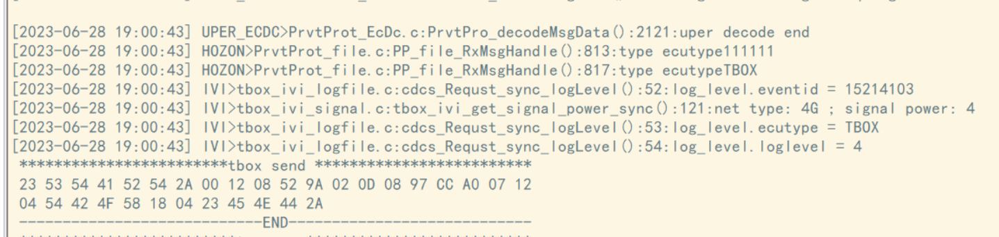 [2023-06-28 19:00:43] UPER_ECDC>PrvtProt_EcDc.c:PrvtPro_decodeMsgData():2121:uper decode end
[2023-06-28 19:00:43] HOZON>PrvtProt_file.c:PP_file_RxMsgHandle():813:type ecutype111111
[2023-06-28 19:00:43] HOZON>PrvtProt_file.c:PP_file_RxMsgHandle():817:type ecutypeTBOX
[2023-06-28 19:00:43] IVI>tbox_ivi_logfile.c:cdcs_Requst_sync_logLevel():52:log_level.eventid = 15214103
[2023-06-28 19:00:43] IVI>tbox_ivi_signal.c:tbox_ivi_get_signal_power_sync():121:net type: 4G ; signal power: 4
[2023-06-28 19:00:43] IVI>tbox_ivi_logfile.c:cdcs_Requst_sync_logLevel():53:log_level.ecutype = TBOX
[2023-06-28 19:00:43] IVI>tbox_ivi_logfile.c:cdcs_Requst_sync_logLevel():54:log_level.loglevel = 4
************************tbox send *************************
23 53 54 41 52 54 2A 00 12 08 52 9A 02 0D 08 97 CC A0 07 12
04 54 42 4F 58 18 04 23 45 4E 44 2A
----------------------------END----------------------------